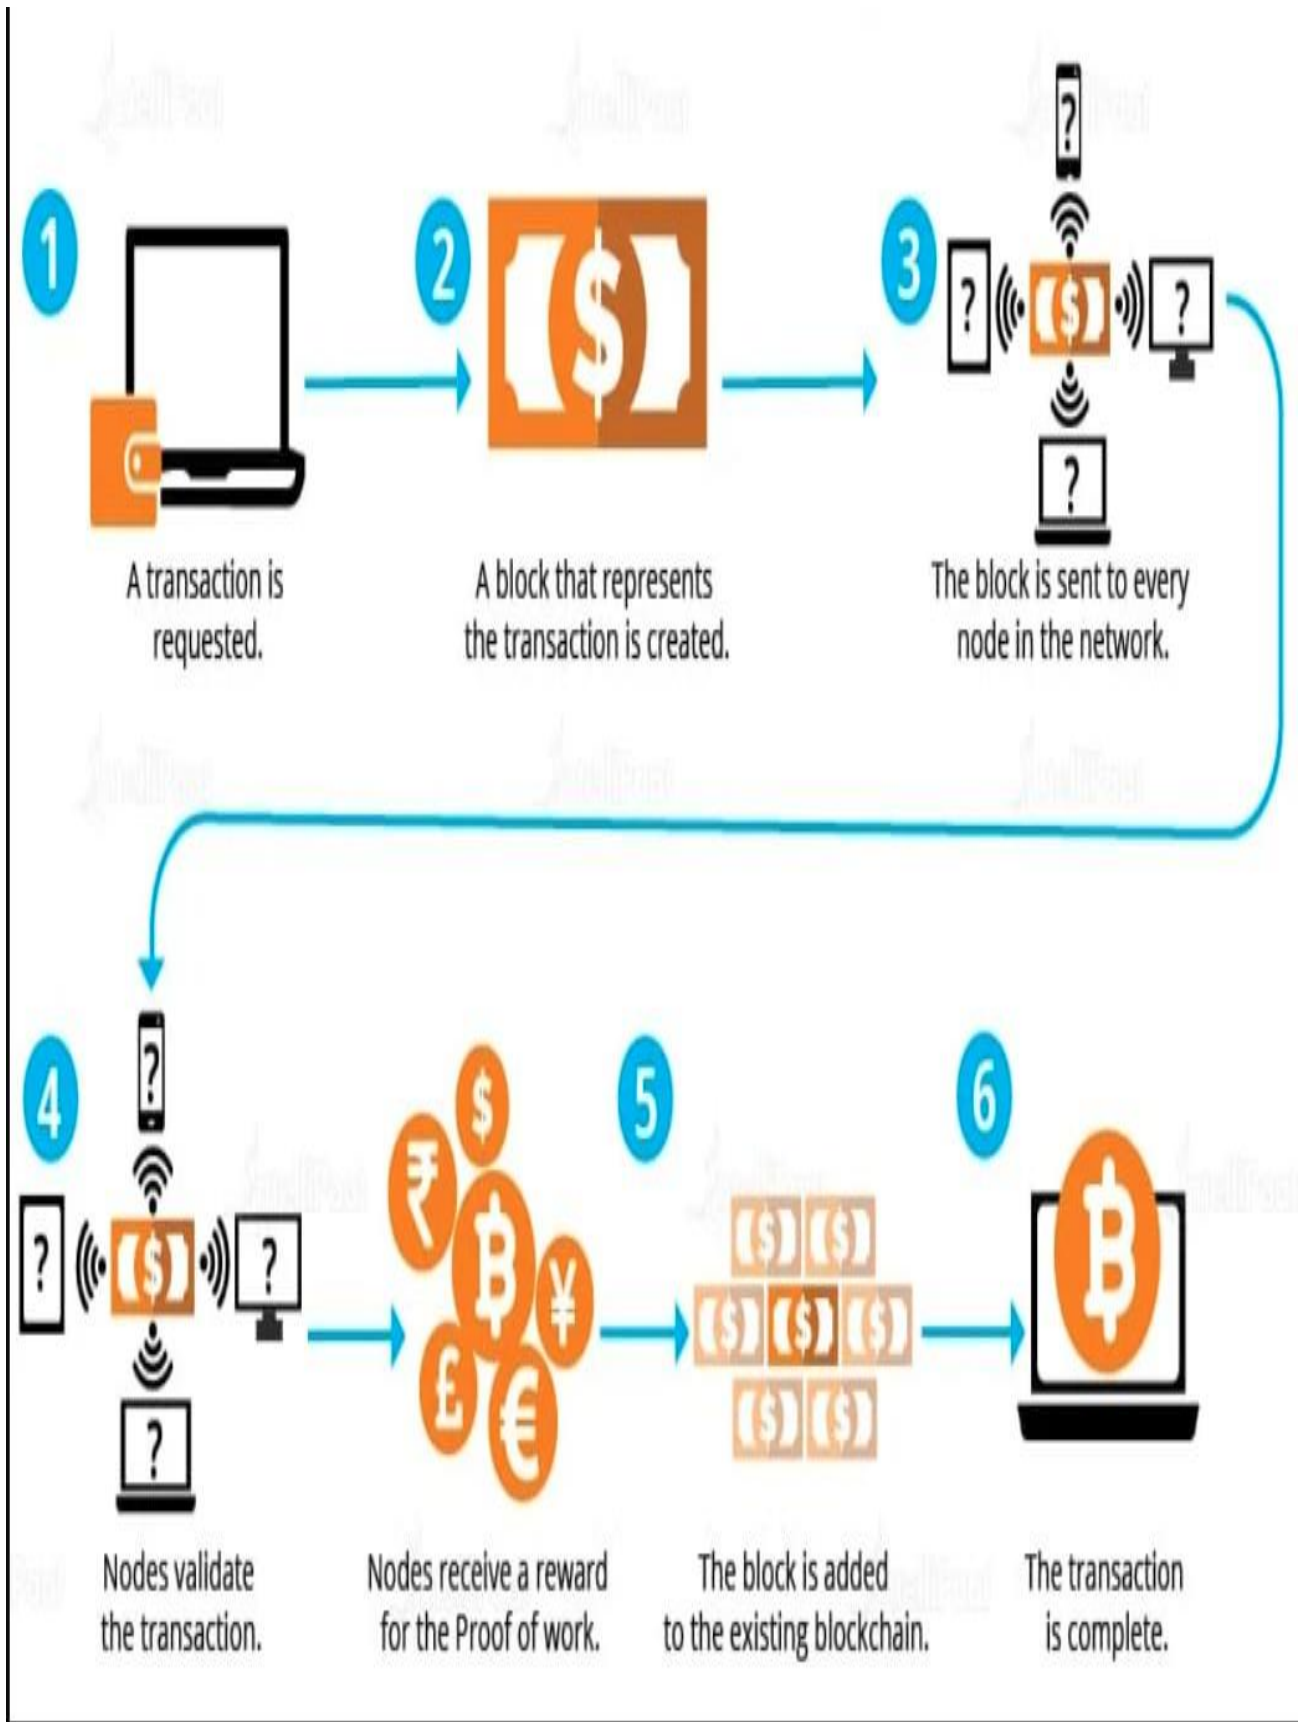 1
2
3
A transaction is
requested.
A block that represents
the transaction is created.
The block is sent to every
node in the network.
4
5
6
Nodes validate
the transaction.
Nodes receive a reward
for the Proof of work.
The block is added
to the existing blockchain.
The transaction
is complete.